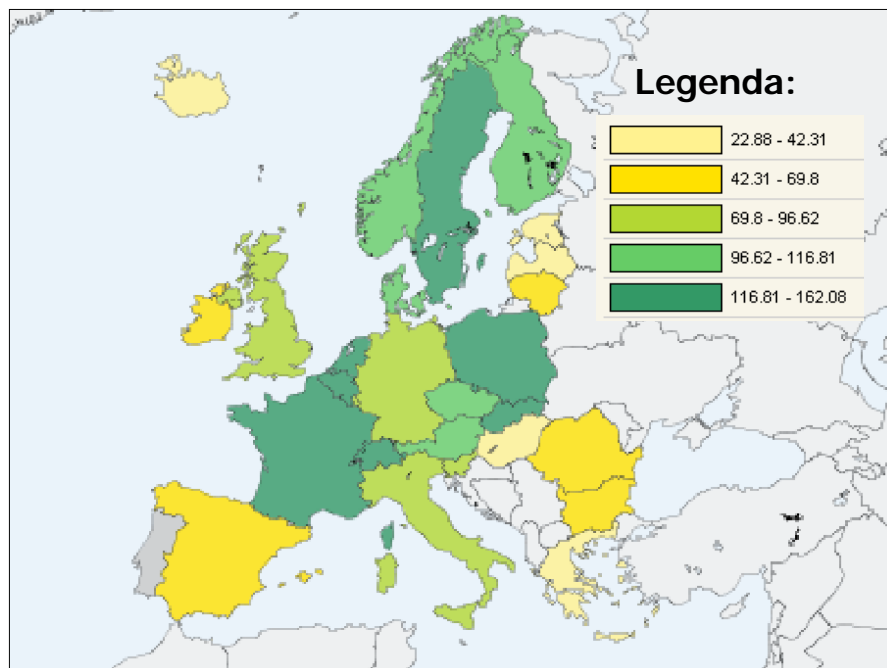 Legenda:
22.88 - 42.31
42.31 - 69.8
69.8 - 96.62
96.62 - 116.81
116.81 - 162.08